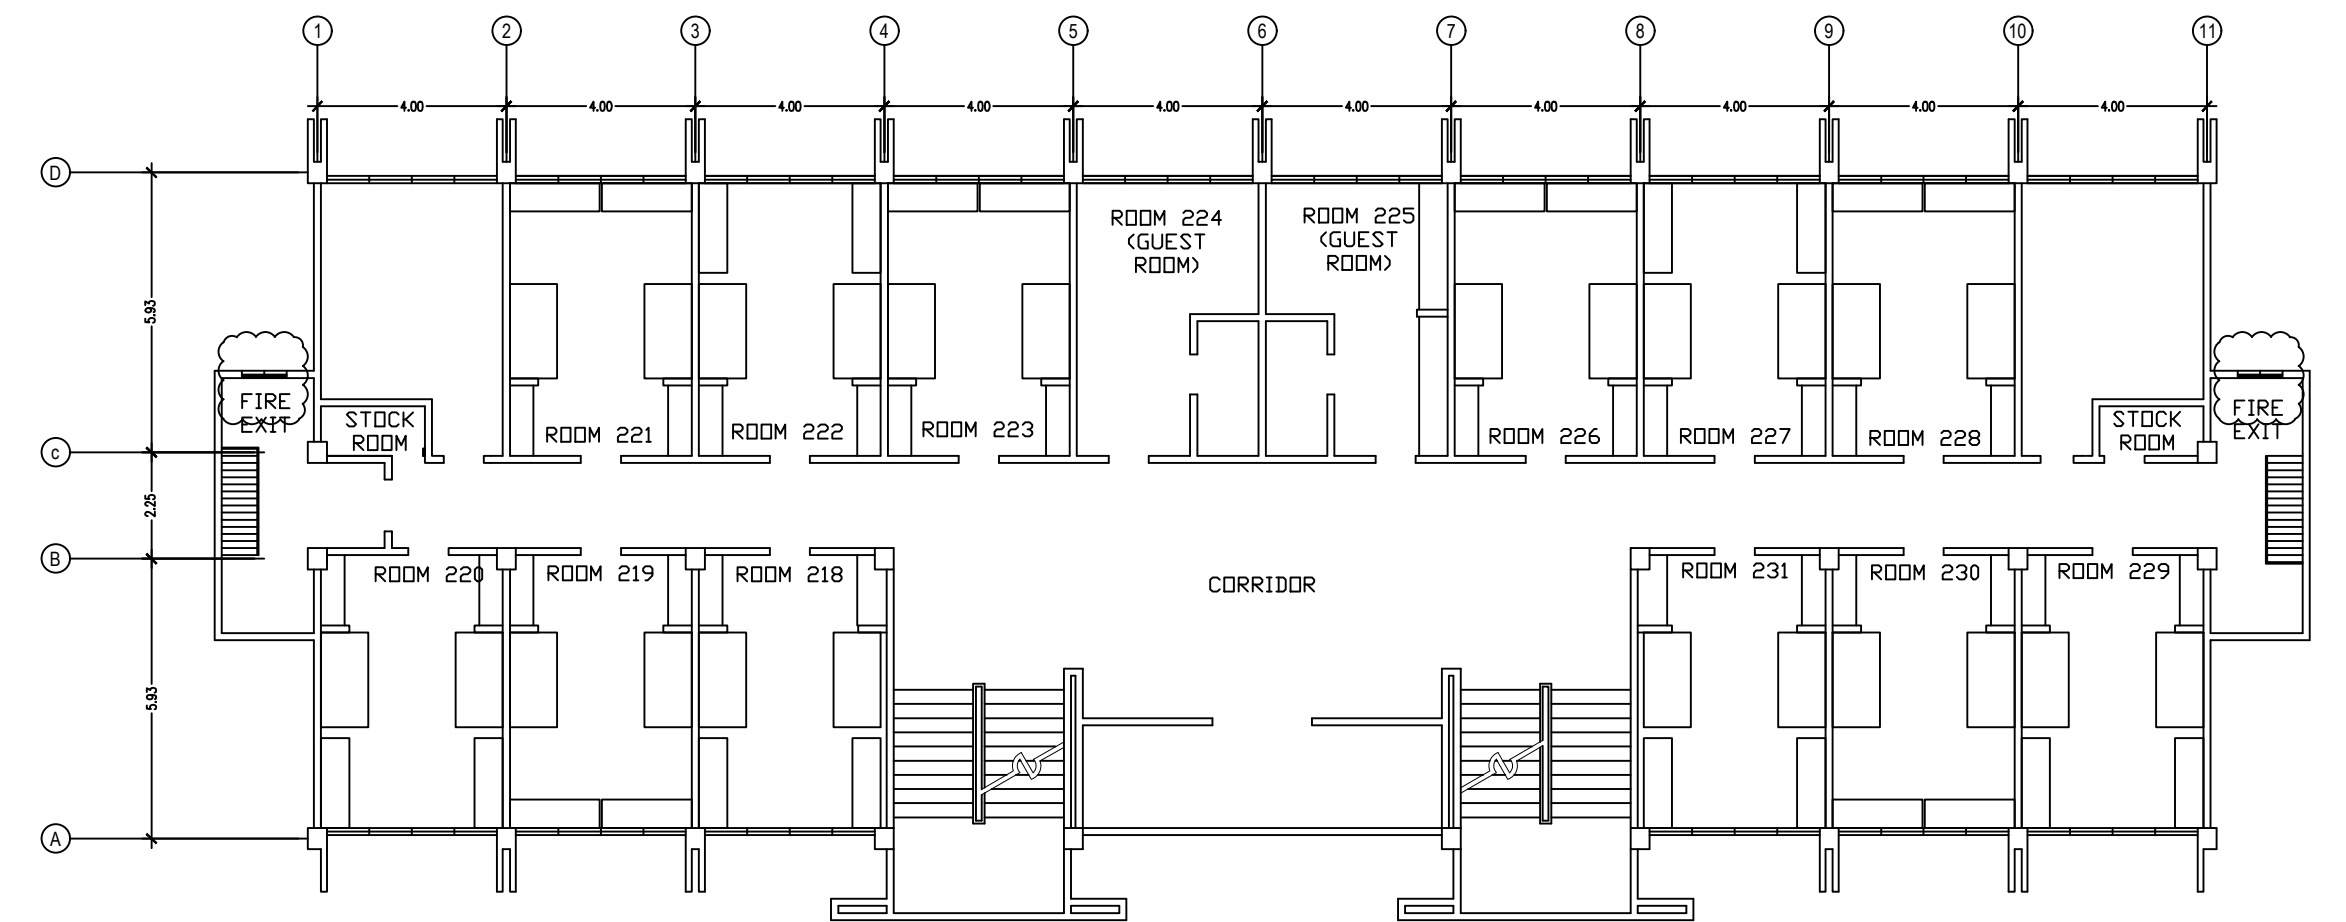 1 2 3 4 5 6 7 8 9 10 11
4.00 4.00 4.00 4.00 4.00 4.00 4.00 4.00 4.00 4.00
D
ROOM 224
(GUEST
ROOM)
ROOM 225
(GUEST
ROOM)
5.93
FIRE
EXIT
STOCK
ROOM
ROOM 221
ROOM 222
ROOM 223
ROOM 226
ROOM 227
ROOM 228
STOCK
ROOM
FIRE
EXIT
c
2.25
B
ROOM 220
ROOM 219
ROOM 218
CORRIDOR
ROOM 231
ROOM 230
ROOM 229
5.93
A